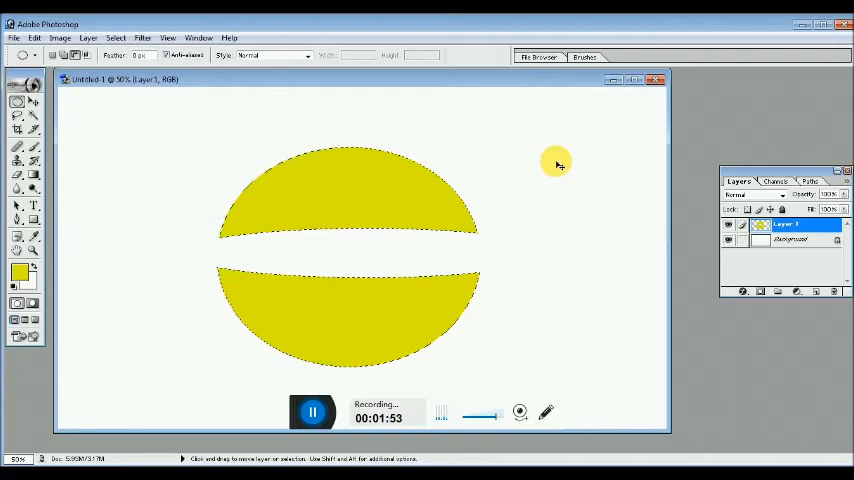 Adobe Photoshop
File Edit Image Layer Select Filter View Window Help
Feather: 0 px Anti-aliased Style: Normal Width: Height: File Browser Brushes
Untitled-1 @ 50% (Layer 1, RGB)
Layers Channels Paths
Normal Opacity: 100%
Lock: Fill: 100%
Layer 1
Background
Recording...
00:01:53
50% Doc: 5.93M/3.17M Click and drag to move layer or selection. Use Shift and Alt for additional options.